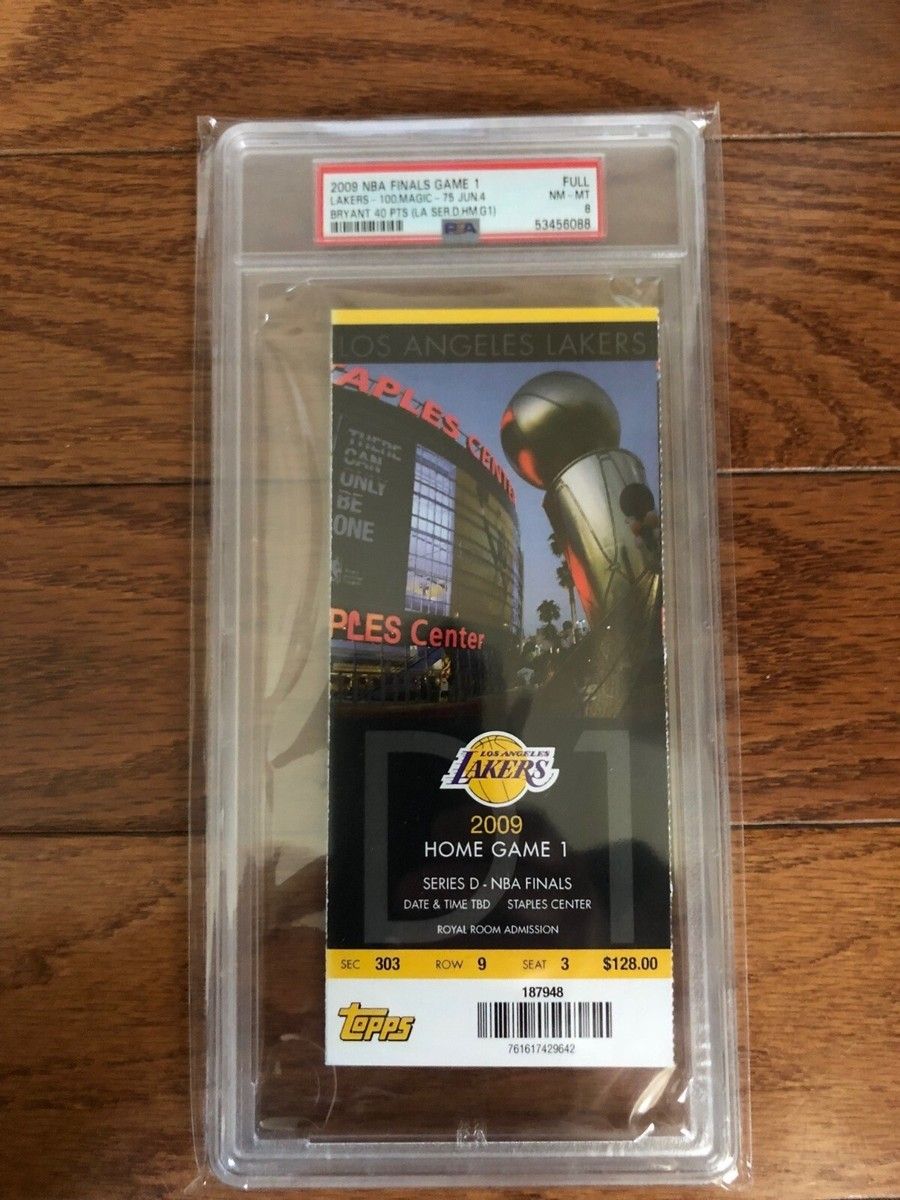 2009 NBA FINALS GAME 1 FULL
LAKERS - 100,MAGIC - 75 JUN.4 NM - MT
BRYANT 40 PTS (LA SER.D,HM.G1) 8
PSA 53456088
LOS ANGELES LAKERS
TAPLES CENTER
THERE
CAN
ONLY
BE
ONE
PLES Center
D1
LOS ANGELES
LAKERS
2009
HOME GAME 1
SERIES D - NBA FINALS
DATE & TIME TBD STAPLES CENTER
ROYAL ROOM ADMISSION
SEC 303 ROW 9 SEAT 3 $128.00
187948
Topps
761617429642